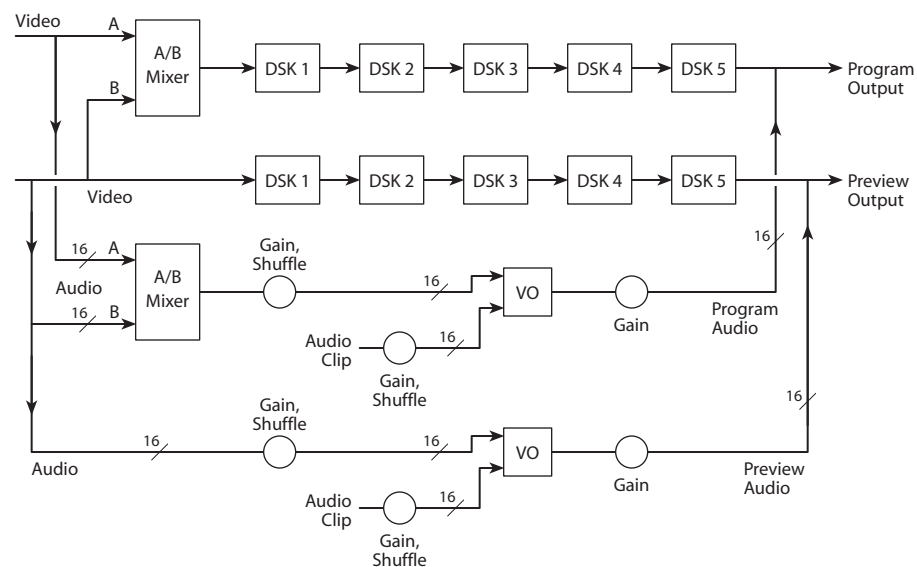 Video
A
A/B
Mixer
DSK 1
DSK 2
DSK 3
DSK 4
DSK 5
Program
Output
B
Video
DSK 1
DSK 2
DSK 3
DSK 4
DSK 5
Preview
Output
16
A
Audio
A/B
Mixer
16
B
Gain,
Shuffle
16
VO
Gain
16
Program
Audio
Audio
Clip
16
Gain,
Shuffle
Audio
16
Gain,
Shuffle
16
VO
Gain
16
Preview
Audio
Audio
Clip
16
Gain,
Shuffle